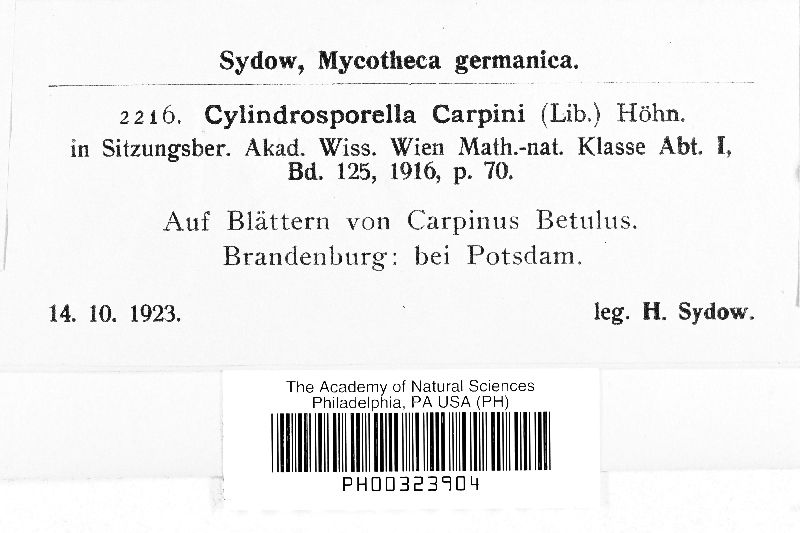 Sydow, Mycotheca germanica.
2216. Cylindrosporella Carpini (Lib.) Höhn.
in Sitzungsber. Akad. Wiss. Wien Math.-nat. Klasse Abt. I,
Bd. 125, 1916, p. 70.
Auf Blättern von Carpinus Betulus.
Brandenburg: bei Potsdam.
14. 10. 1923. leg. H. Sydow.
The Academy of Natural Sciences
Philadelphia, PA USA (PH)
PH00323904